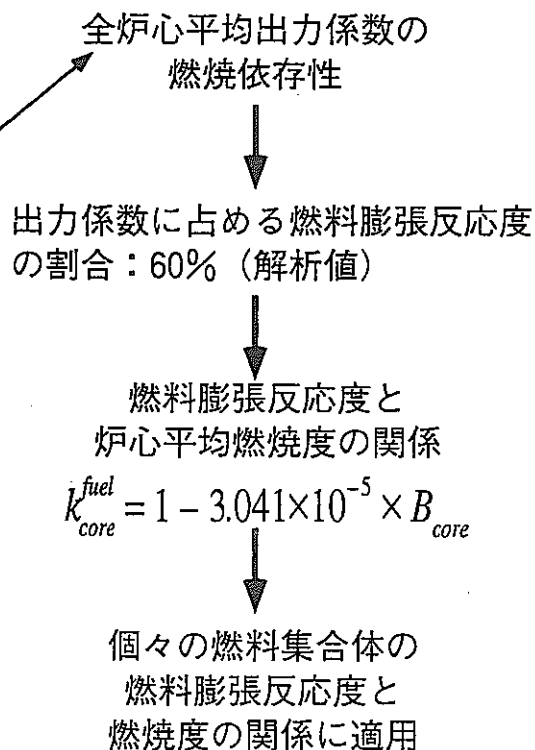 全炉心平均出力係数の
燃焼依存性
出力係数に占める燃料膨張反応度
の割合：60％（解析値）
燃料膨張反応度と
炉心平均燃焼度の関係
k_{core}^{fuel} = 1 − 3.041×10^{−5} × B_{core}
個々の燃料集合体の
燃料膨張反応度と
燃焼度の関係に適用